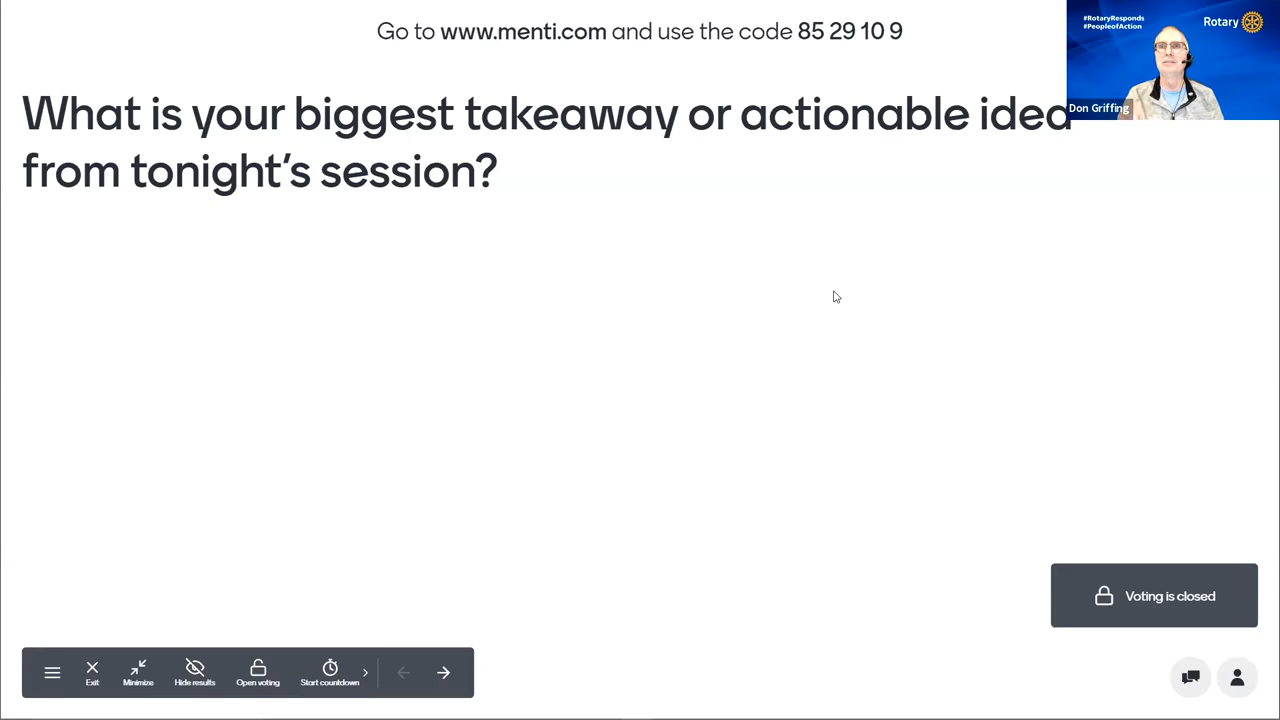 Go to www.menti.com and use the code 85 29 10 9
#RotaryResponds
#PeopleofAction
Rotary
Don Griffing
What is your biggest takeaway or actionable idea
from tonight's session?
Voting is closed
Exit
Minimize
Hide results
Open voting
Start countdown